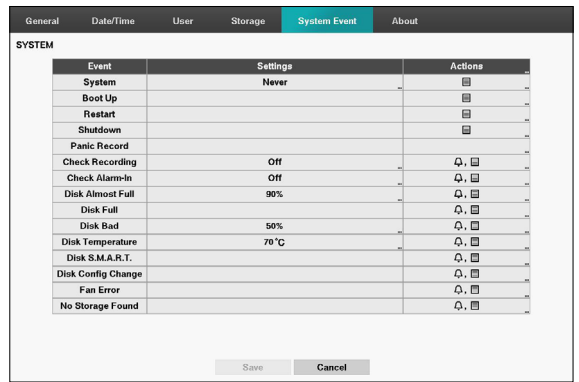 General Date/Time User Storage System Event About
SYSTEM
Event Settings Actions
System Never
Boot Up
Restart
Shutdown
Panic Record
Check Recording Off
Check Alarm-In Off
Disk Almost Full 90%
Disk Full
Disk Bad 50%
Disk Temperature 70°C
Disk S.M.A.R.T.
Disk Config Change
Fan Error
No Storage Found
Save Cancel